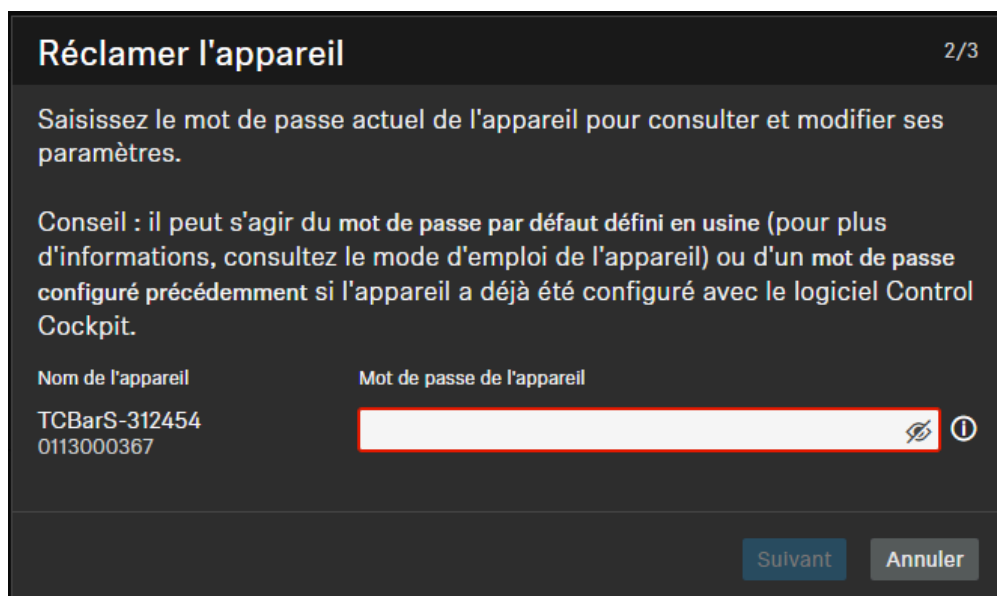 Réclamer l'appareil 2/3
Saisissez le mot de passe actuel de l'appareil pour consulter et modifier ses
paramètres.
Conseil : il peut s'agir du mot de passe par défaut défini en usine (pour plus
d'informations, consultez le mode d'emploi de l'appareil) ou d'un mot de passe
configuré précédemment si l'appareil a déjà été configuré avec le logiciel Control
Cockpit.
Nom de l'appareil Mot de passe de l'appareil
TCBarS-312454
0113000367
Suivant Annuler